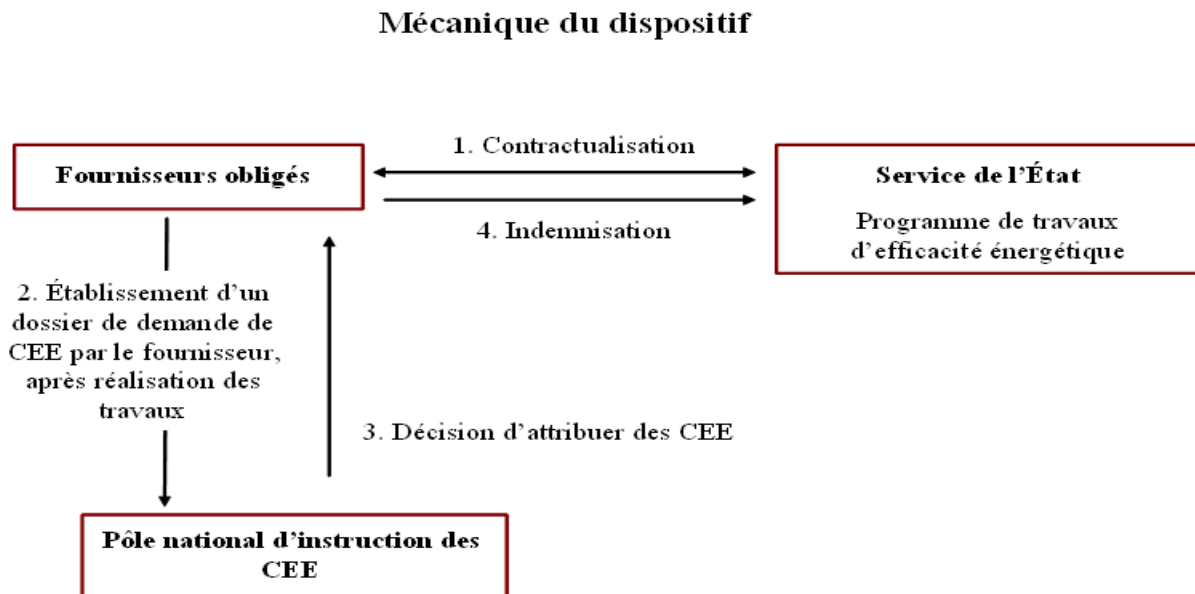 Mécanique du dispositif
1. Contractualisation
Fournisseurs obligés
Service de l'État
Programme de travaux
d'efficacité énergétique
4. Indemnisation
2. Établissement d'un
dossier de demande de
CEE par le fournisseur,
après réalisation des
travaux
3. Décision d'attribuer des CEE
Pôle national d'instruction des
CEE